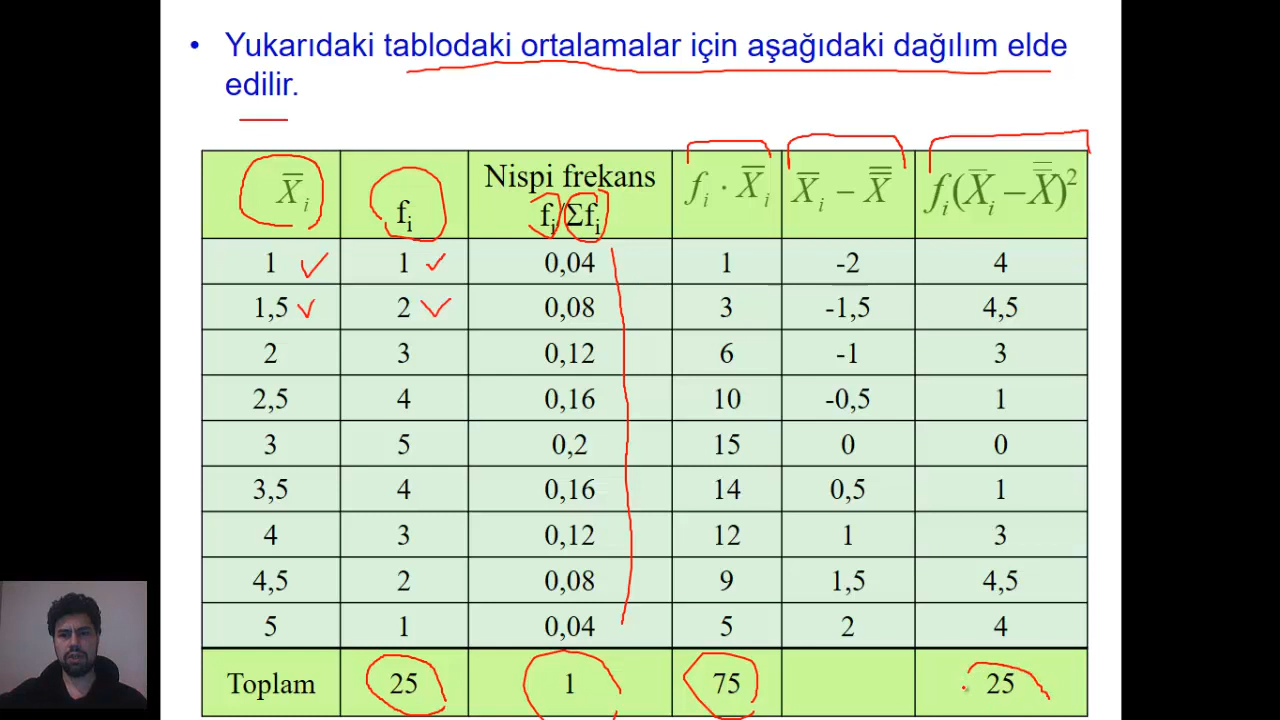 • Yukarıdaki tablodaki ortalamalar için aşağıdaki dağılım elde
edilir.
X̅ᵢ fᵢ Nispi frekans fᵢ/Σfᵢ fᵢ · X̅ᵢ X̅ᵢ − X̿ fᵢ(X̅ᵢ − X̿)²
1 1 0,04 1 -2 4
1,5 2 0,08 3 -1,5 4,5
2 3 0,12 6 -1 3
2,5 4 0,16 10 -0,5 1
3 5 0,2 15 0 0
3,5 4 0,16 14 0,5 1
4 3 0,12 12 1 3
4,5 2 0,08 9 1,5 4,5
5 1 0,04 5 2 4
Toplam 25 1 75 25